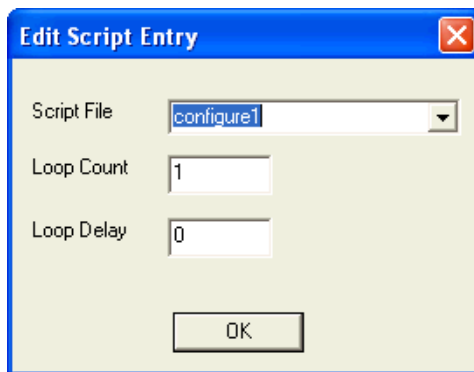 Edit Script Entry
Script File configure1
Loop Count 1
Loop Delay 0
OK